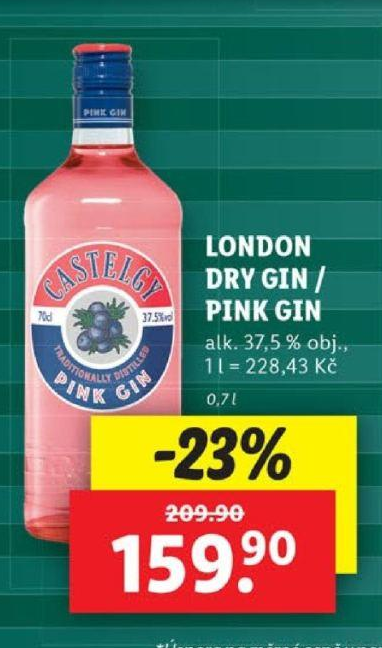 PINK GIN
CASTELGY
70cl 37.5%vol
TRADITIONALLY DISTILLED
PINK GIN
LONDON
DRY GIN /
PINK GIN
alk. 37,5 % obj.,
1 l = 228,43 Kč
0,7 l
-23%
209.90
159.90